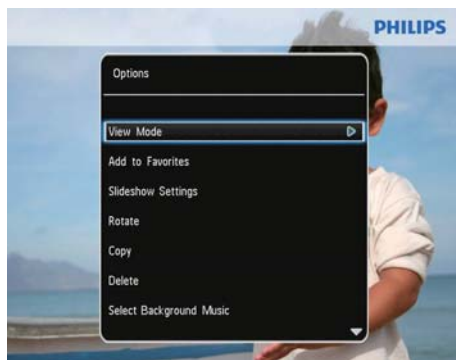 PHILIPS
Options
View Mode
Add to Favorites
Slideshow Settings
Rotate
Copy
Delete
Select Background Music